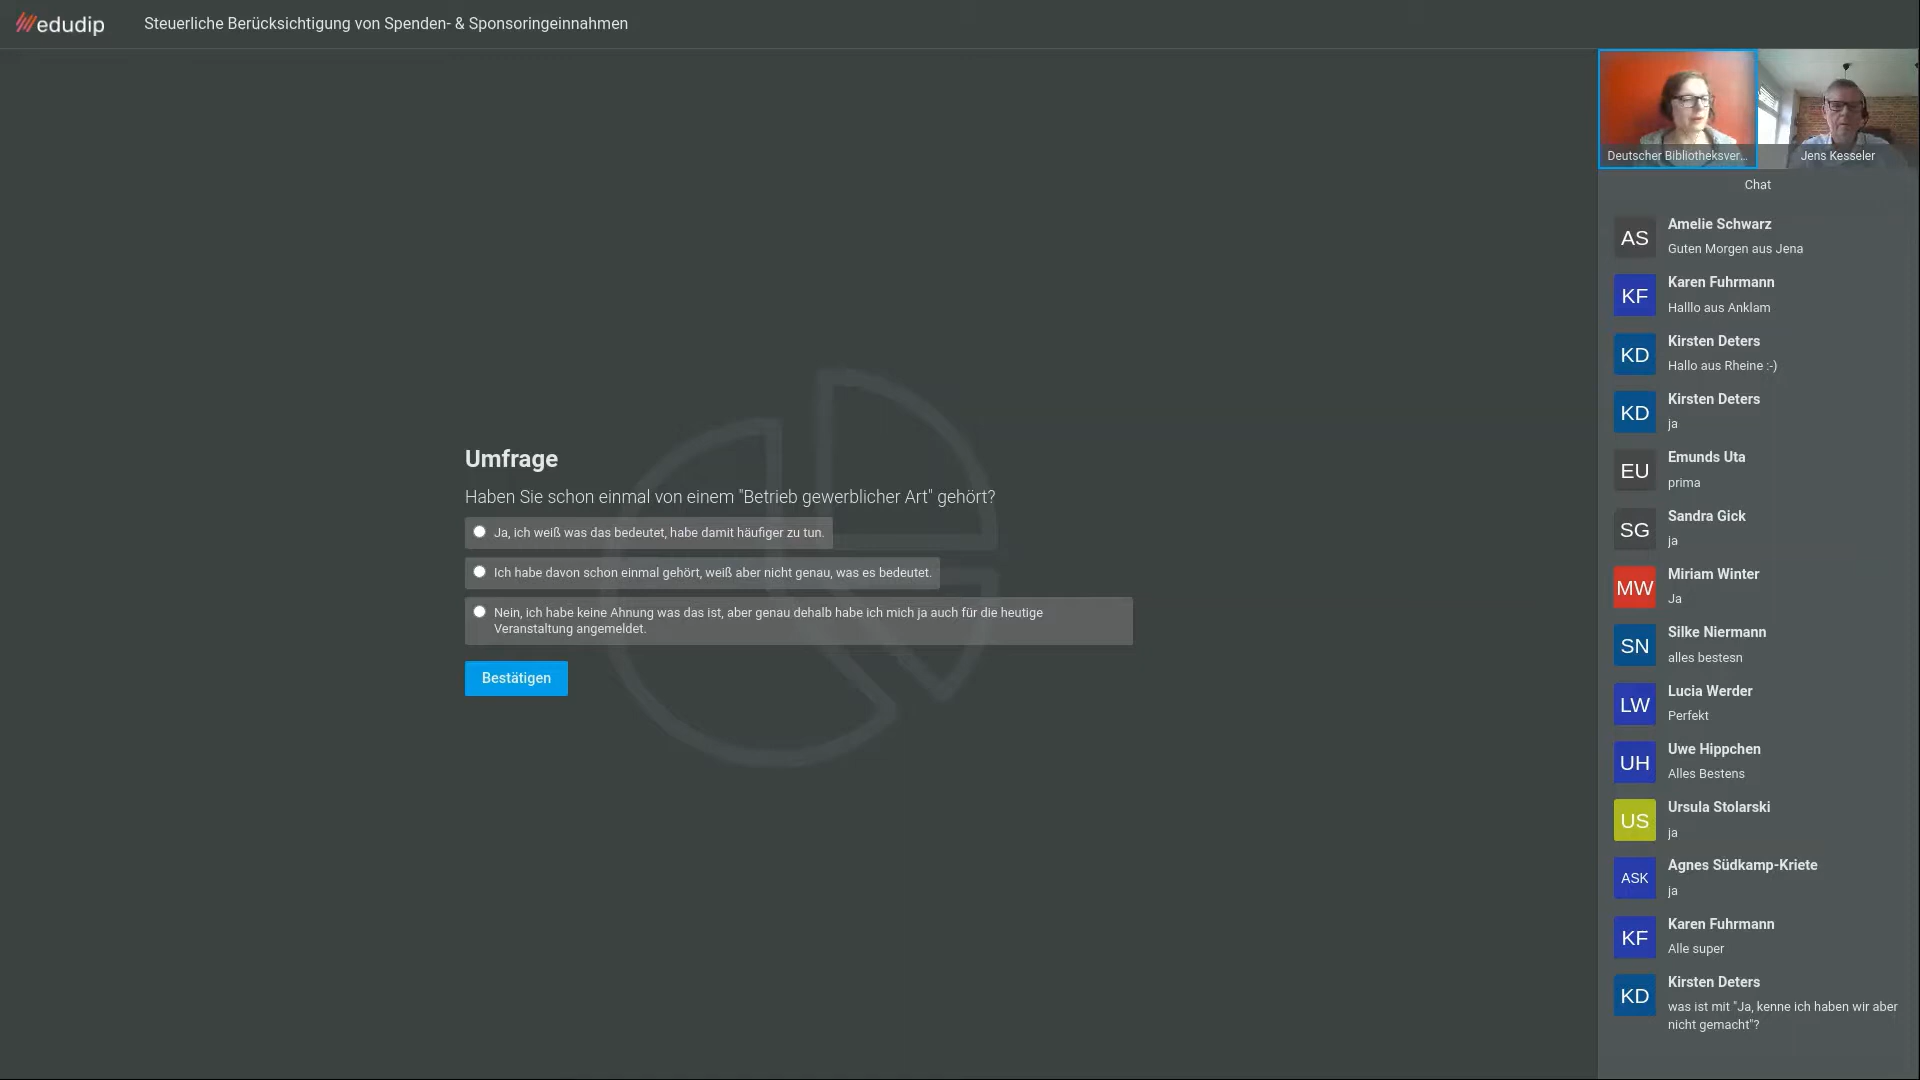 edudip
Steuerliche Berücksichtigung von Spenden- & Sponsoringeinnahmen
Deutscher Bibliotheksver...
Jens Kesseler
Umfrage
Haben Sie schon einmal von einem "Betrieb gewerblicher Art" gehört?
Ja, ich weiß was das bedeutet, habe damit häufiger zu tun.
Ich habe davon schon einmal gehört, weiß aber nicht genau, was es bedeutet.
Nein, ich habe keine Ahnung was das ist, aber genau dehalb habe ich mich ja auch für die heutige
Veranstaltung angemeldet.
Bestätigen
Chat
AS
Amelie Schwarz
Guten Morgen aus Jena
KF
Karen Fuhrmann
Halllo aus Anklam
KD
Kirsten Deters
Hallo aus Rheine :-)
KD
Kirsten Deters
ja
EU
Emunds Uta
prima
SG
Sandra Gick
ja
MW
Miriam Winter
Ja
SN
Silke Niermann
alles bestesn
LW
Lucia Werder
Perfekt
UH
Uwe Hippchen
Alles Bestens
US
Ursula Stolarski
ja
ASK
Agnes Südkamp-Kriete
ja
KF
Karen Fuhrmann
Alle super
KD
Kirsten Deters
was ist mit "Ja, kenne ich haben wir aber
nicht gemacht"?